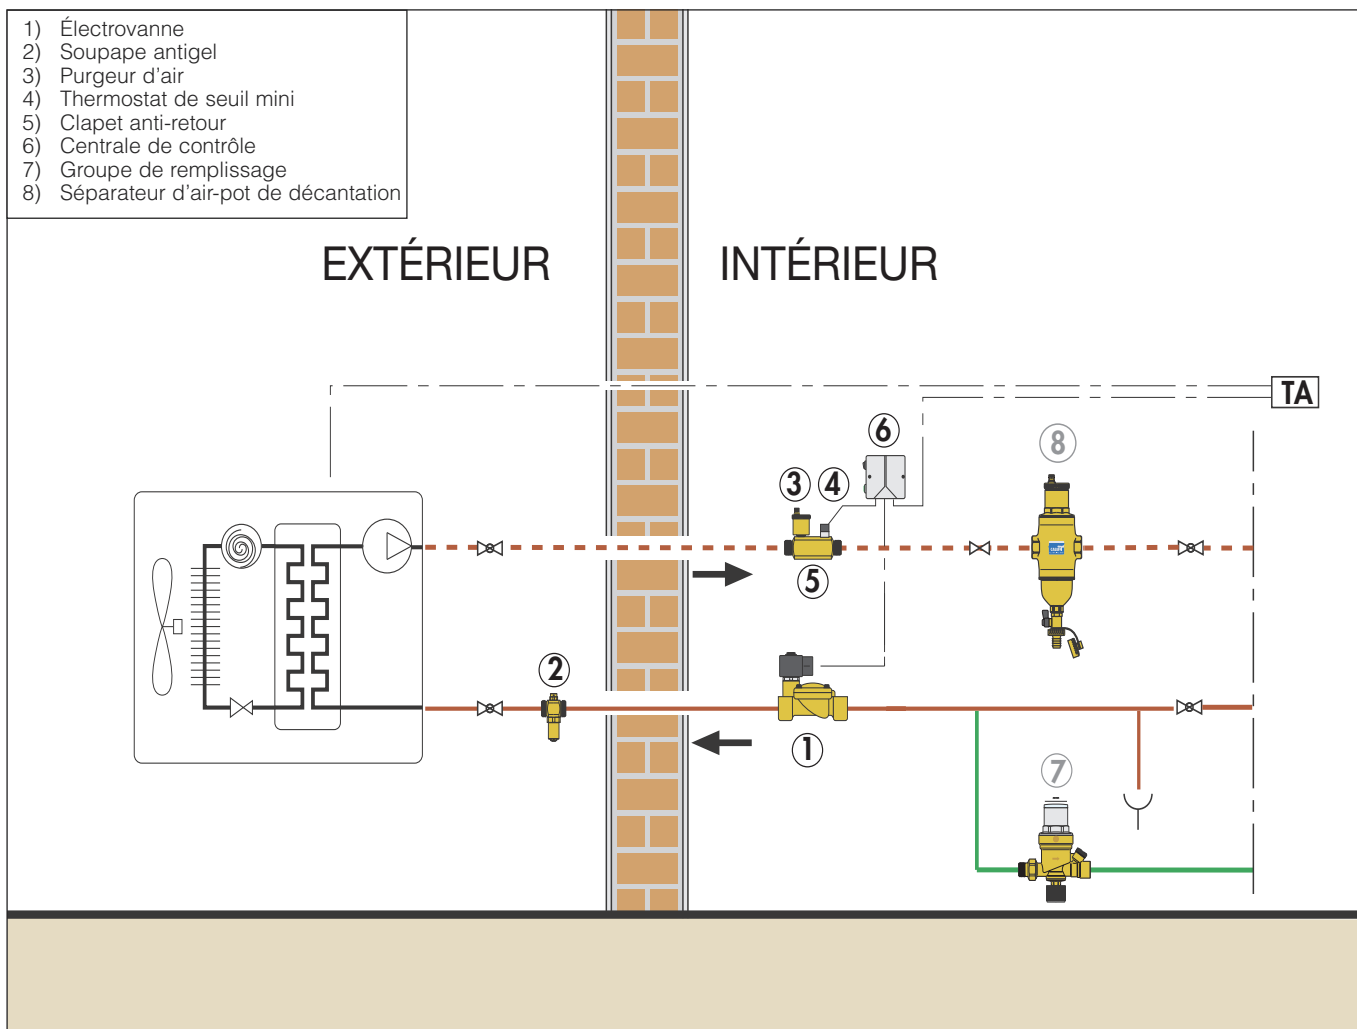 1) Électrovanne
2) Soupape antigel
3) Purgeur d'air
4) Thermostat de seuil mini
5) Clapet anti-retour
6) Centrale de contrôle
7) Groupe de remplissage
8) Séparateur d'air-pot de décantation
EXTÉRIEUR
INTÉRIEUR
TA
6
8
3
4
5
2
1
7